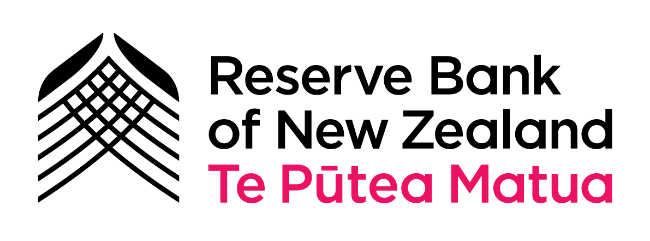 Reserve Bank
of New Zealand
Te Pūtea Matua